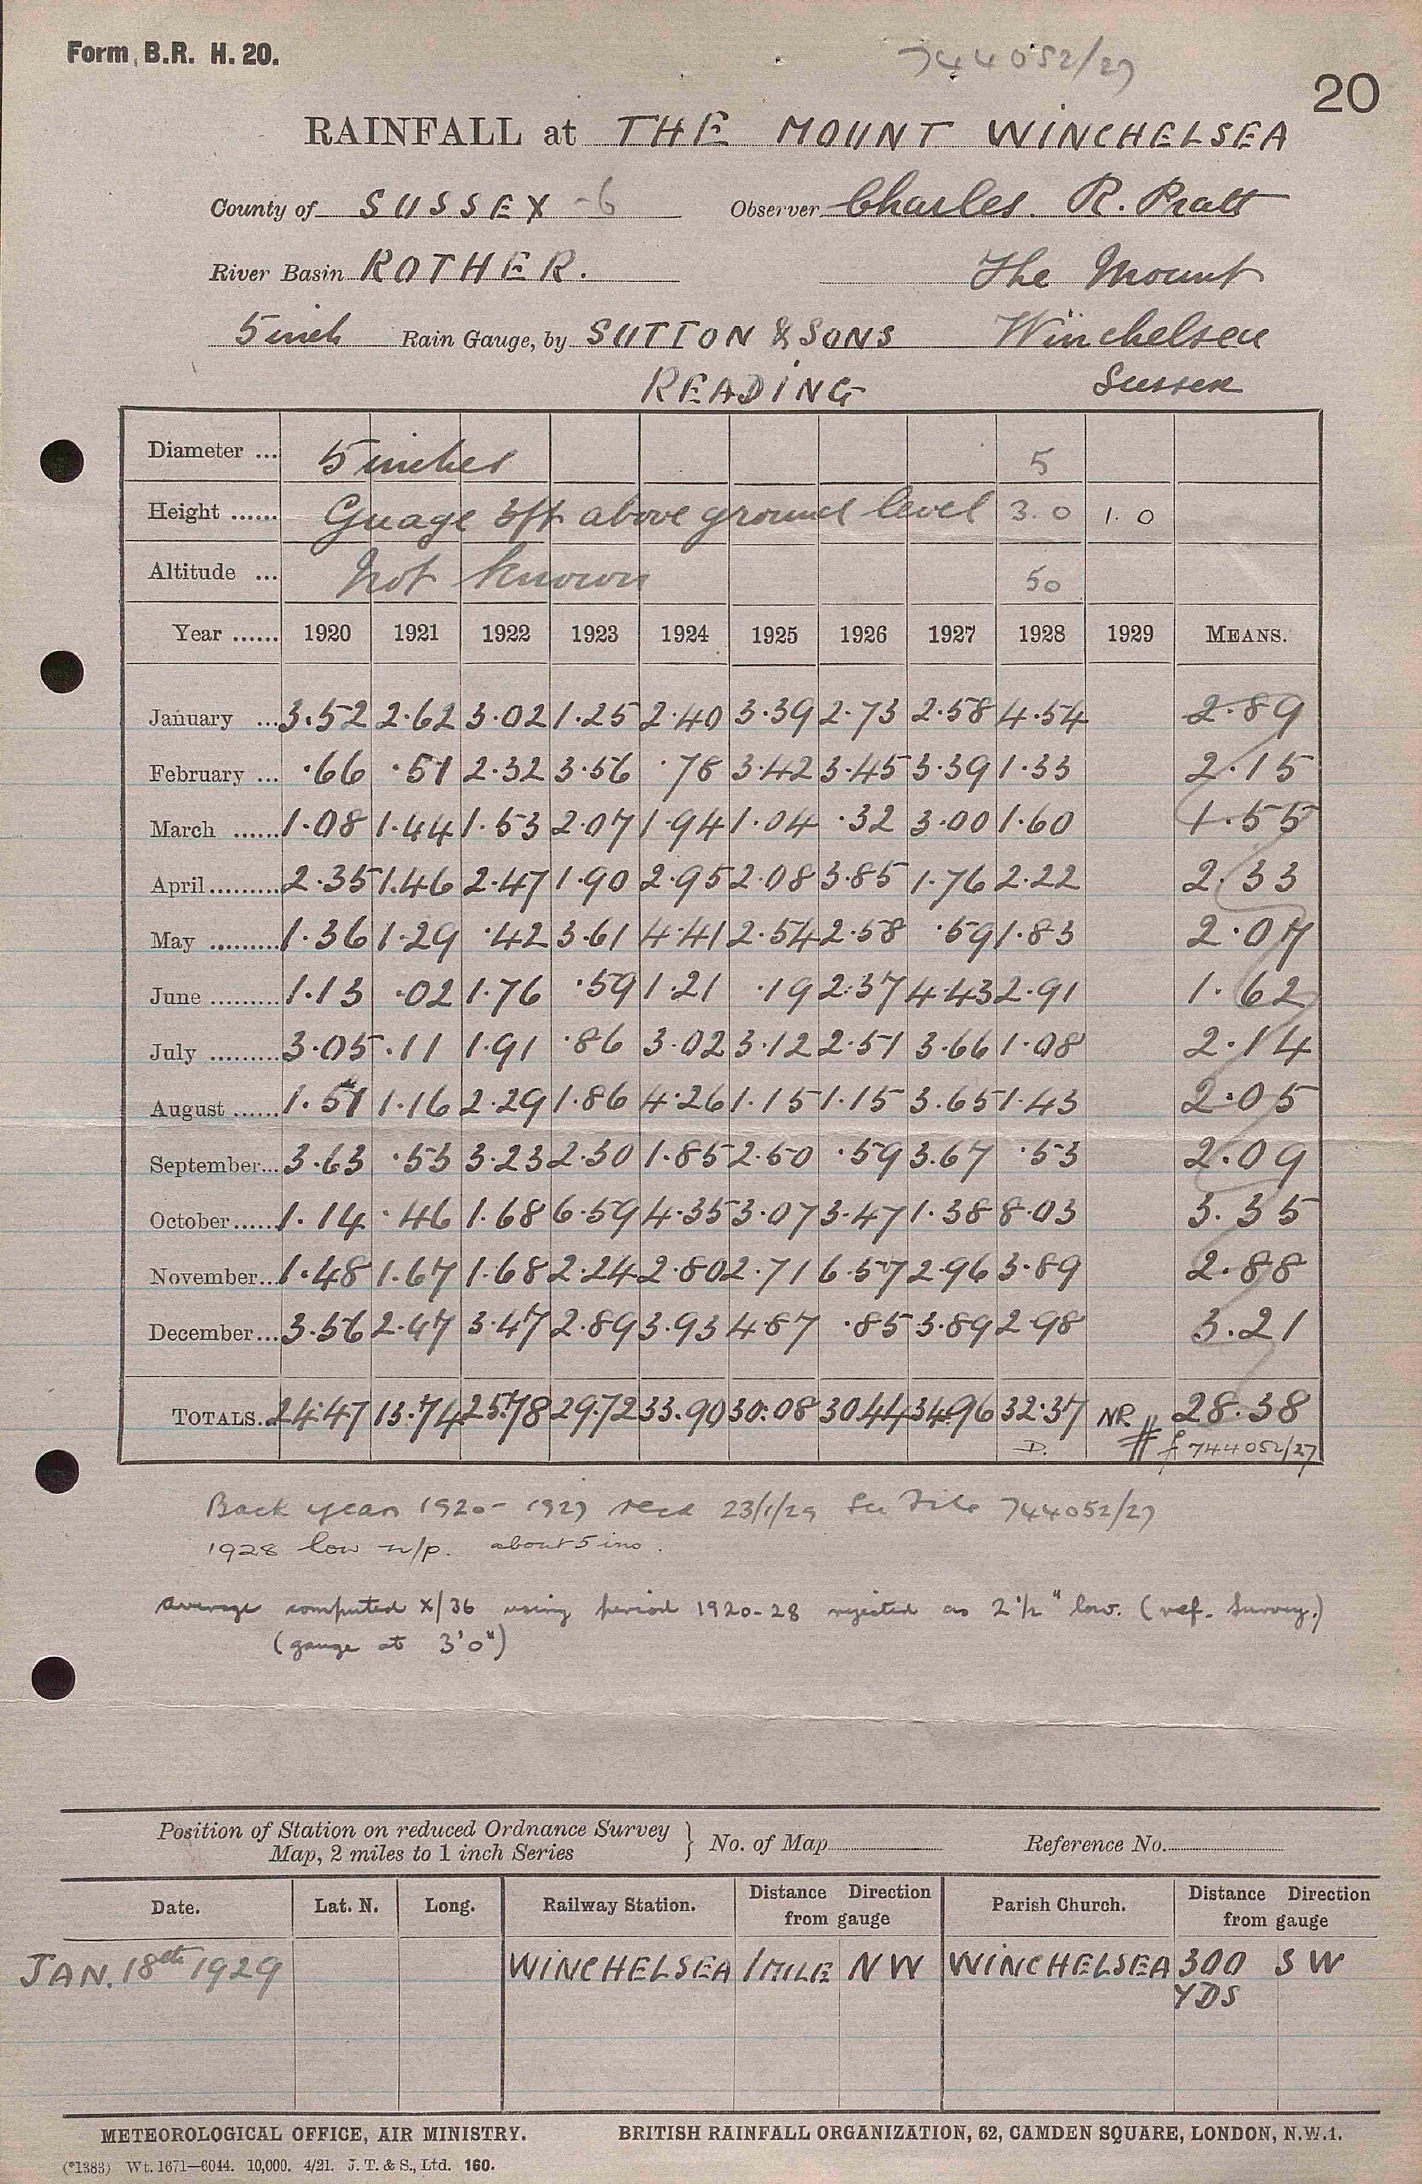 Form B.R. H. 20.
744052/27
20
RAINFALL at THE MOUNT WINCHELSEA
County of SUSSEX -6 Observer Charles. R. Pratt
River Basin ROTHER. The Mount
5 inch Rain Gauge, by SUTTON & SONS Winchelsea
READING Sussex
Diameter ... 5 inches 5
Height ...... Guage 3ft above ground level 3.0 1.0
Altitude ... Not known 50
Year ...... 1920 1921 1922 1923 1924 1925 1926 1927 1928 1929 MEANS.
January ... 3.52 2.62 3.02 1.25 2.40 3.39 2.73 2.58 4.54 2.89
February ... .66 .51 2.32 3.56 .78 3.42 3.45 3.39 1.33 2.15
March ...... 1.08 1.44 1.53 2.07 1.94 1.04 .32 3.00 1.60 1.55
April......... 2.35 1.46 2.47 1.90 2.95 2.08 3.85 1.76 2.22 2.33
May ......... 1.36 1.29 .42 3.61 4.41 2.54 2.58 .59 1.83 2.07
June ......... 1.13 .02 1.76 .59 1.21 .19 2.37 4.43 2.91 1.62
July ......... 3.05 .11 1.91 .86 3.02 3.12 2.51 3.66 1.08 2.14
August ...... 1.51 1.16 2.29 1.86 4.26 1.15 1.15 3.65 1.43 2.05
September... 3.63 .53 3.23 2.30 1.85 2.50 .59 3.67 .53 2.09
October...... 1.14 .46 1.68 6.59 4.35 3.07 3.47 1.38 8.03 3.35
November... 1.48 1.67 1.68 2.24 2.80 2.71 6.57 2.96 3.89 2.88
December... 3.56 2.47 3.47 2.89 3.93 4.87 .85 3.89 2.98 3.21
TOTALS. 24.47 13.74 25.78 29.72 33.90 30.08 30.44 34.96 32.37 NR 28.38
D. # f 744052/27
Back years 1920-1927 recd 23/1/29 See File 744052/27
1928 low n/p. about 5 ins.
Average computed X/36 using period 1920-28 rejected as 2½" low. (ref. Survey.)
(gauge at 3'0")
Position of Station on reduced Ordnance Survey
Map, 2 miles to 1 inch Series } No. of Map Reference No.
Date. Lat. N. Long. Railway Station. Distance Direction from gauge Parish Church. Distance Direction from gauge
JAN. 18th 1929 WINCHELSEA 1 MILE NW WINCHELSEA 300 YDS SW
METEOROLOGICAL OFFICE, AIR MINISTRY. BRITISH RAINFALL ORGANIZATION, 62, CAMDEN SQUARE, LONDON, N.W.1.
(*1383) Wt. 1671—6044. 10,000. 4/21. J. T. & S., Ltd. 160.